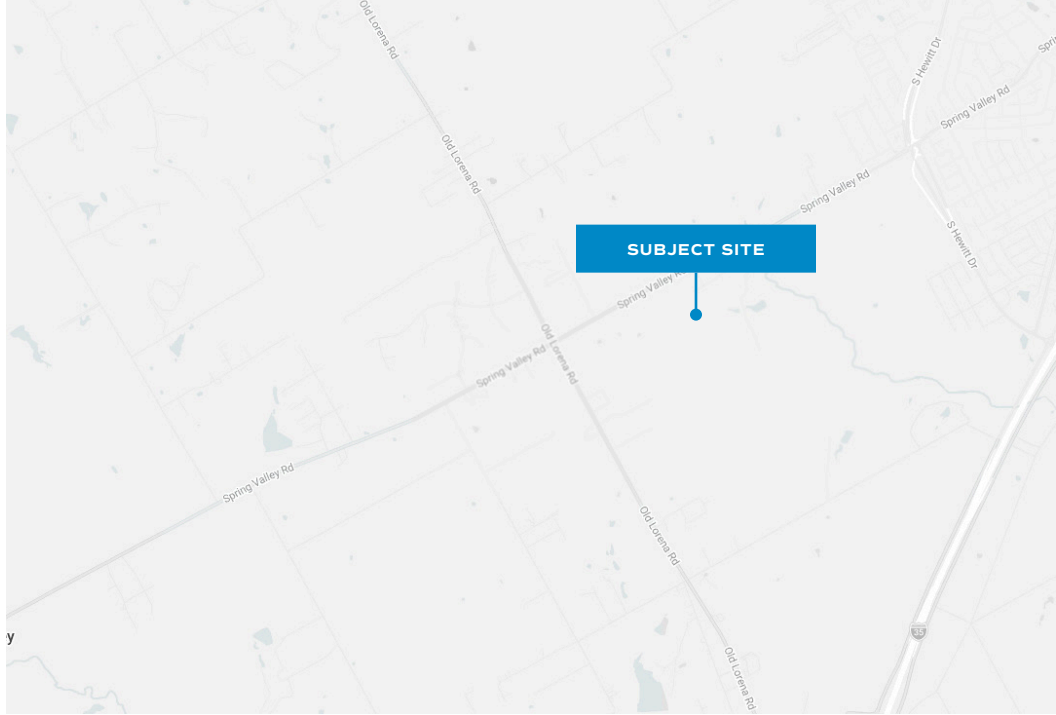 Old Lorena Rd
S Hewitt Dr
Spring Valley Rd
Old Lorena Rd
Spring Valley Rd
S Hewitt Dr
SUBJECT SITE
Spring Valley
Old Lorena Rd
Spring Valley Rd
Spring Valley Rd
Old Lorena Rd
35
y
Old Lorena Rd